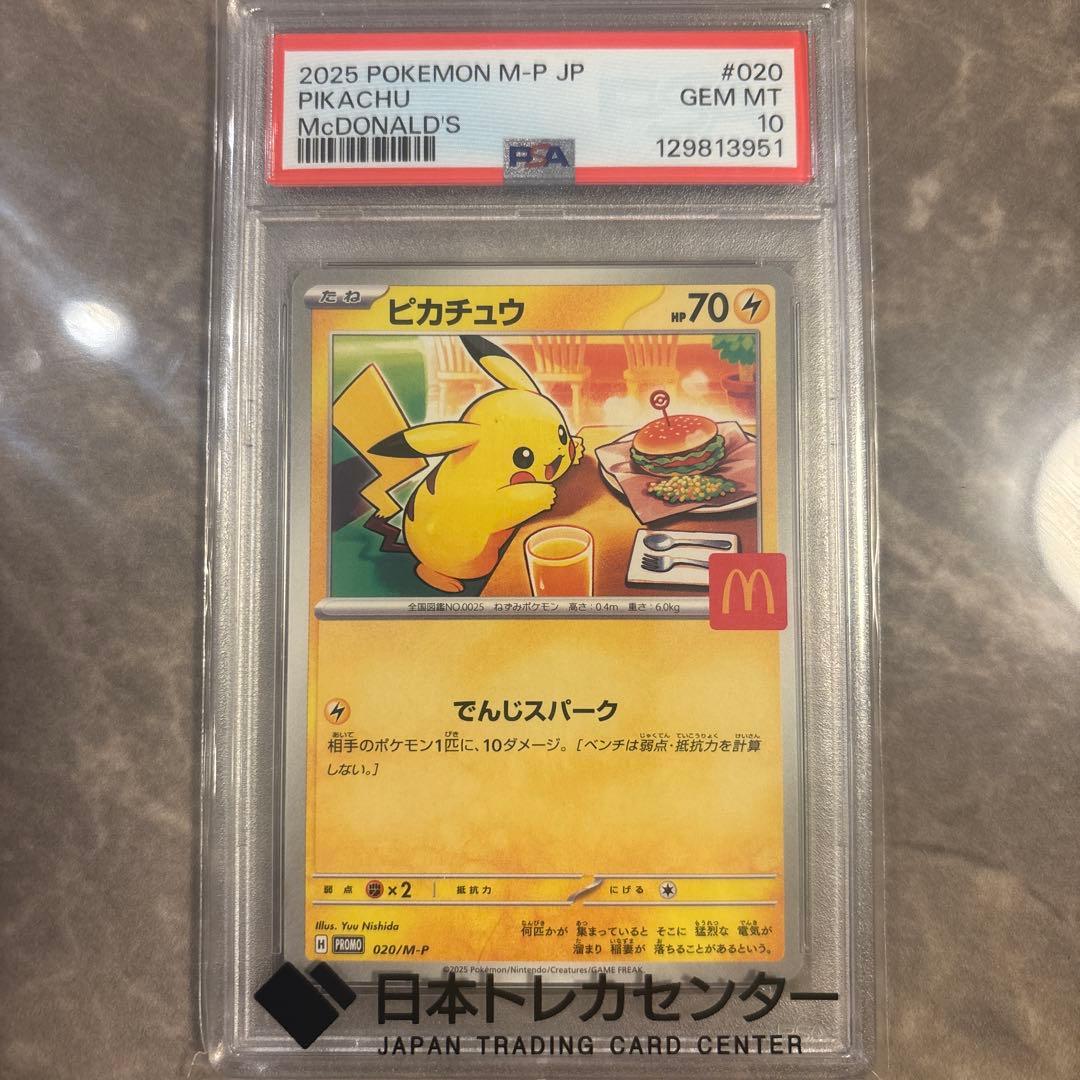 2025 POKEMON M-P JP #020
PIKACHU GEM MT
McDONALD'S 10
PSA 129813951
たね ピカチュウ HP70
全国図鑑NO.0025 ねずみポケモン 高さ:0.4m 重さ:6.0kg
でんじスパーク
相手のポケモン1匹に、10ダメージ。[ベンチは弱点・抵抗力を計算
しない。]
弱点 ×2 抵抗力 にげる
Illus. Yuu Nishida
H PROMO 020/M-P
何匹かが 集まっていると そこに 猛烈な 電気が
溜まり 稲妻が 落ちることがあるという。
©2025 Pokémon/Nintendo/Creatures/GAME FREAK.
日本トレカセンター
JAPAN TRADING CARD CENTER